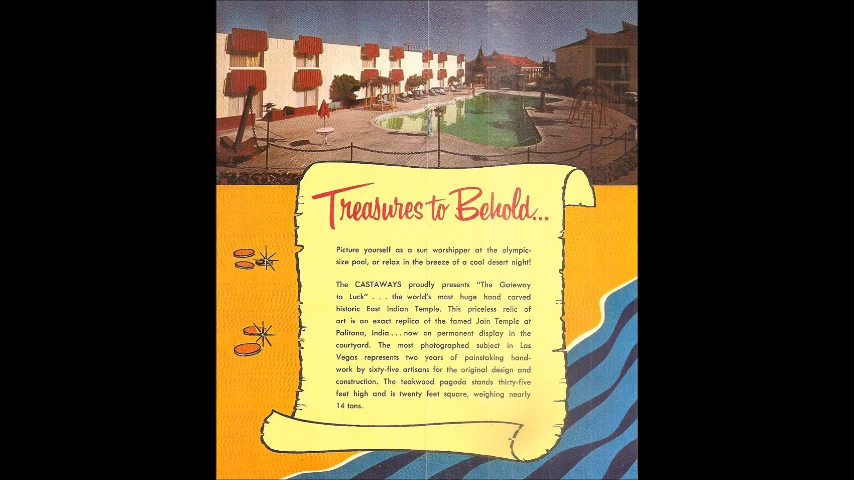 Treasures to Behold...
Picture yourself as a sun worshipper at the olympic-
size pool, or relax in the breeze of a cool desert night!
The CASTAWAYS proudly presents "The Gateway
to Luck" . . . the world's most huge hand carved
historic East Indian Temple. This priceless relic of
art is an exact replica of the famed Jain Temple at
Palitana, India . . . now on permanent display in the
courtyard. The most photographed subject in Las
Vegas represents two years of painstaking hand-
work by sixty-five artisans for the original design and
construction. The teakwood pagoda stands thirty-five
feet high and is twenty feet square, weighing nearly
14 tons.